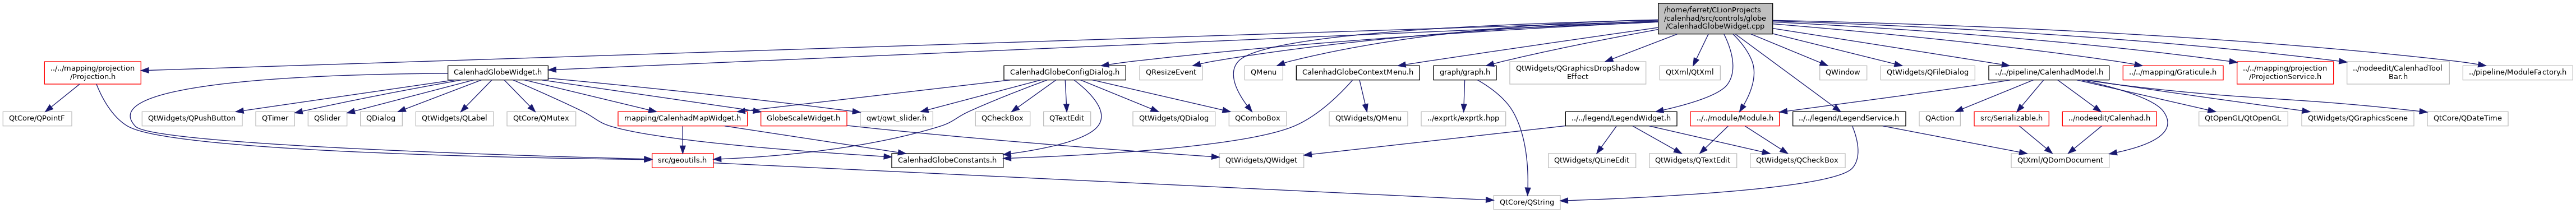 /home/ferret/CLionProjects
/calenhad/src/controls/globe
/CalenhadGlobeWidget.cpp
../../mapping/projection
/Projection.h
CalenhadGlobeWidget.h
CalenhadGlobeConfigDialog.h
QResizeEvent
QMenu
CalenhadGlobeContextMenu.h
graph/graph.h
QtWidgets/QGraphicsDropShadow
Effect
QtXml/QtXml
QWindow
QtWidgets/QFileDialog
../../pipeline/CalenhadModel.h
../../mapping/Graticule.h
../../mapping/projection
/ProjectionService.h
../nodeedit/CalenhadTool
Bar.h
../pipeline/ModuleFactory.h
QtCore/QPointF
QtWidgets/QPushButton
QTimer
QSlider
QDialog
QtWidgets/QLabel
QtCore/QMutex
mapping/CalenhadMapWidget.h
GlobeScaleWidget.h
qwt/qwt_slider.h
QCheckBox
QTextEdit
QtWidgets/QDialog
QComboBox
QtWidgets/QMenu
../exprtk/exprtk.hpp
../../legend/LegendWidget.h
../../module/Module.h
../../legend/LegendService.h
QAction
src/Serializable.h
../nodeedit/Calenhad.h
QtOpenGL/QtOpenGL
QtWidgets/QGraphicsScene
QtCore/QDateTime
src/geoutils.h
CalenhadGlobeConstants.h
QtWidgets/QWidget
QtWidgets/QLineEdit
QtWidgets/QTextEdit
QtWidgets/QCheckBox
QtXml/QDomDocument
QtCore/QString